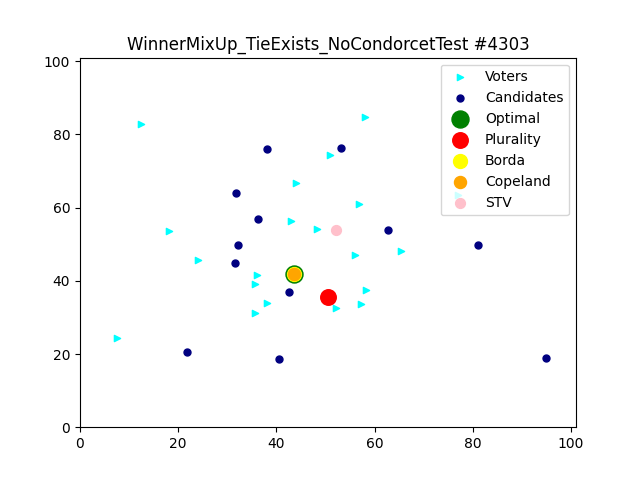 WinnerMixUp_TieExists_NoCondorcetTest #4303
Voters
Candidates
Optimal
Plurality
Borda
Copeland
STV
100
80
60
40
20
0
0 20 40 60 80 100